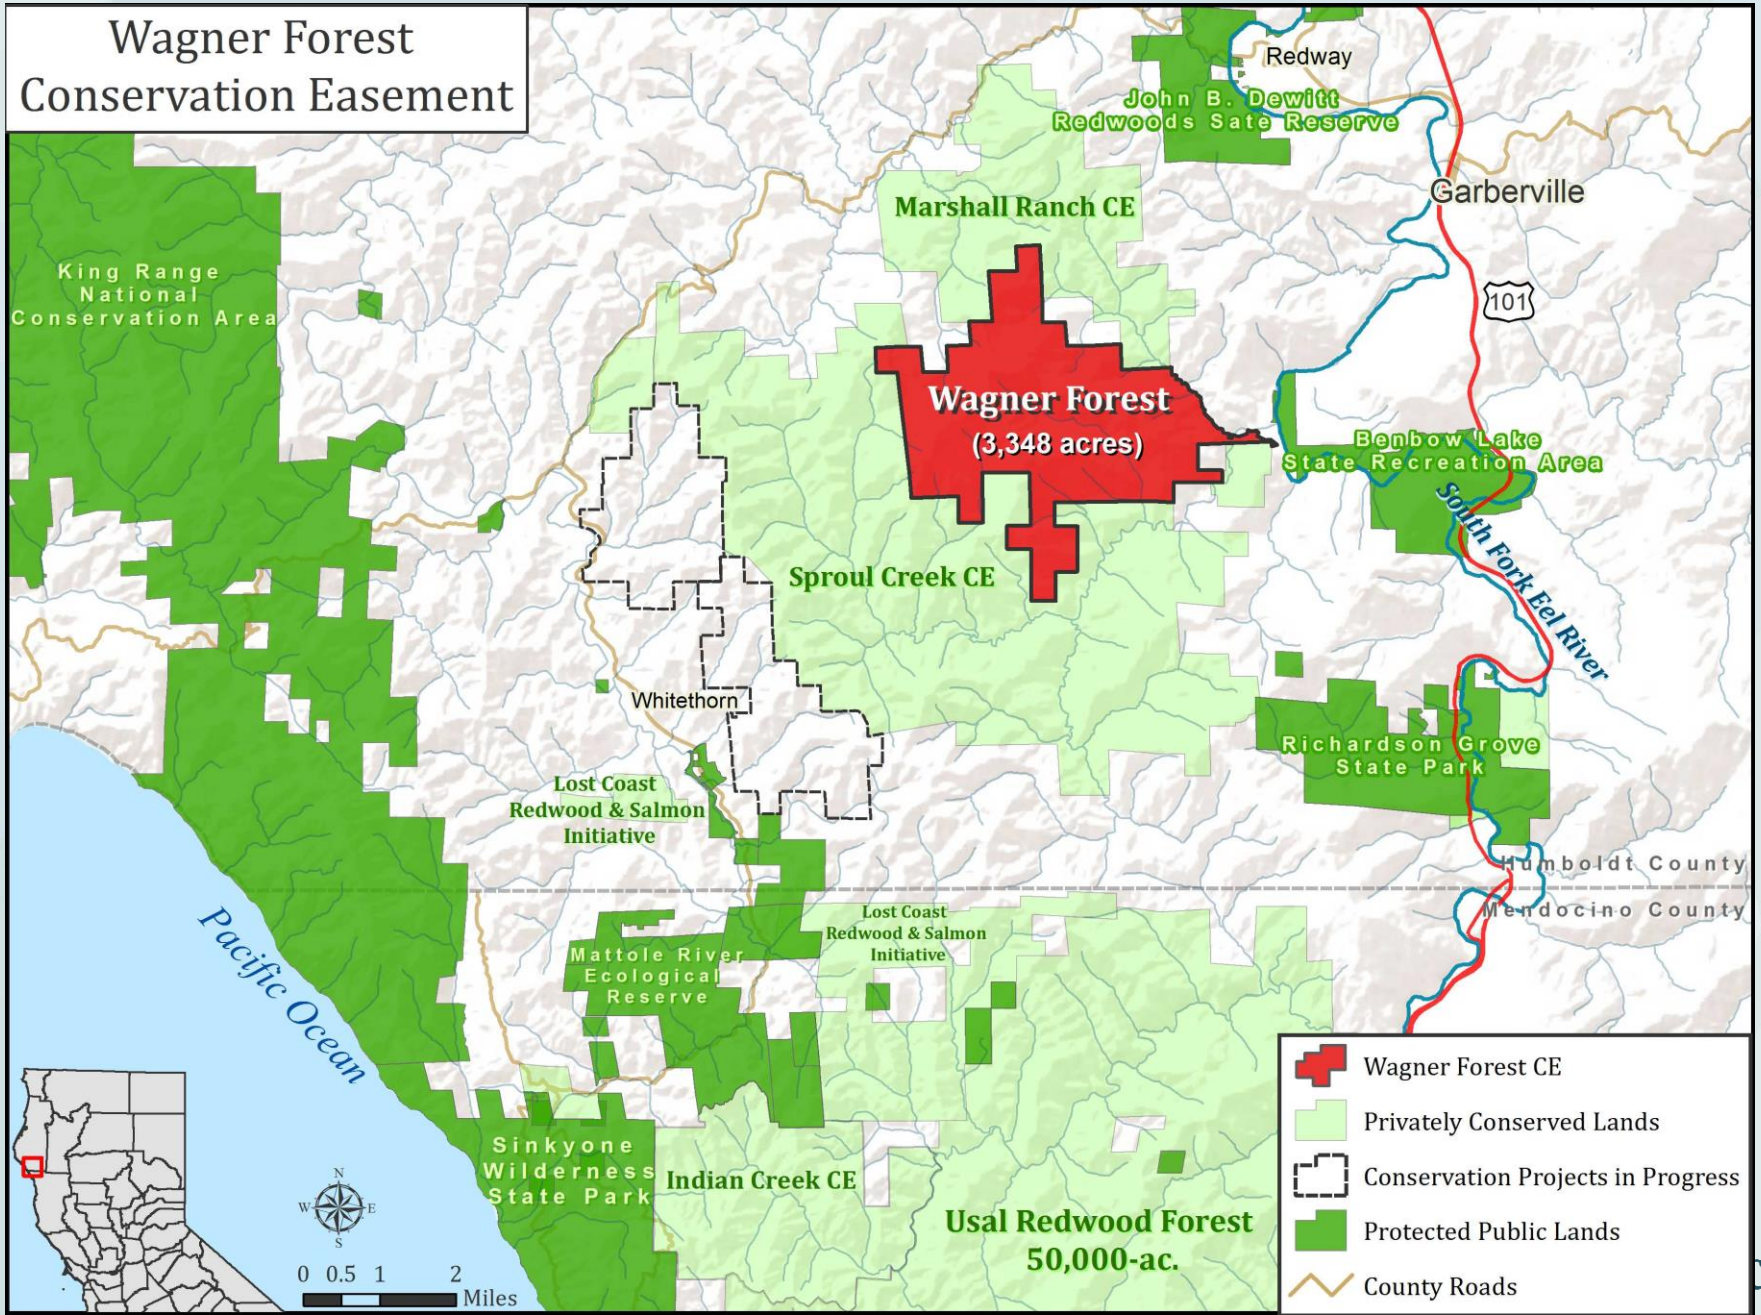 Wagner Forest
Conservation Easement
Redway
John B. Dewitt
Redwoods Sate Reserve
Garberville
Marshall Ranch CE
King Range
National
Conservation Area
101
Wagner Forest
(3,348 acres)
Benbow Lake
State Recreation Area
South Fork Eel River
Sproul Creek CE
Whitethorn
Richardson Grove
State Park
Lost Coast
Redwood & Salmon
Initiative
Humboldt County
Mendocino County
Pacific Ocean
Lost Coast
Redwood & Salmon
Initiative
Mattole River
Ecological
Reserve
Sinkyone
Wilderness
State Park
Indian Creek CE
Usal Redwood Forest
50,000-ac.
N
W E
S
0 0.5 1 2
Miles
Wagner Forest CE
Privately Conserved Lands
Conservation Projects in Progress
Protected Public Lands
County Roads